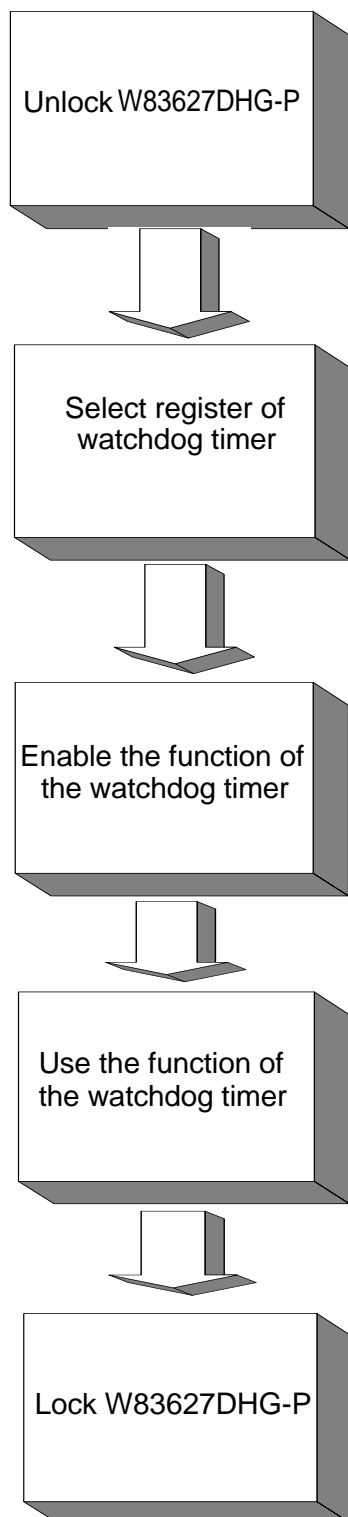 Unlock W83627DHG-P
Select register of
watchdog timer
Enable the function of
the watchdog timer
Use the function of
the watchdog timer
Lock W83627DHG-P